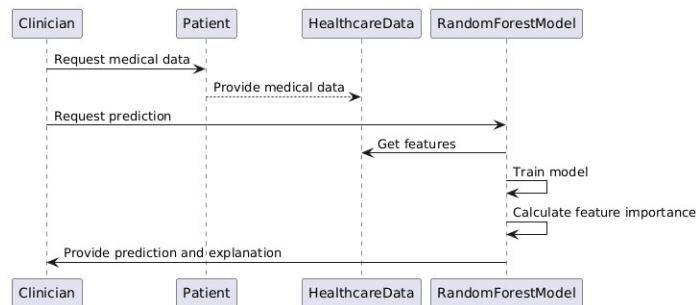 Clinician
Patient
HealthcareData
RandomForestModel
Request medical data
Provide medical data
Request prediction
Get features
Train model
Calculate feature importance
Provide prediction and explanation
Clinician
Patient
HealthcareData
RandomForestModel